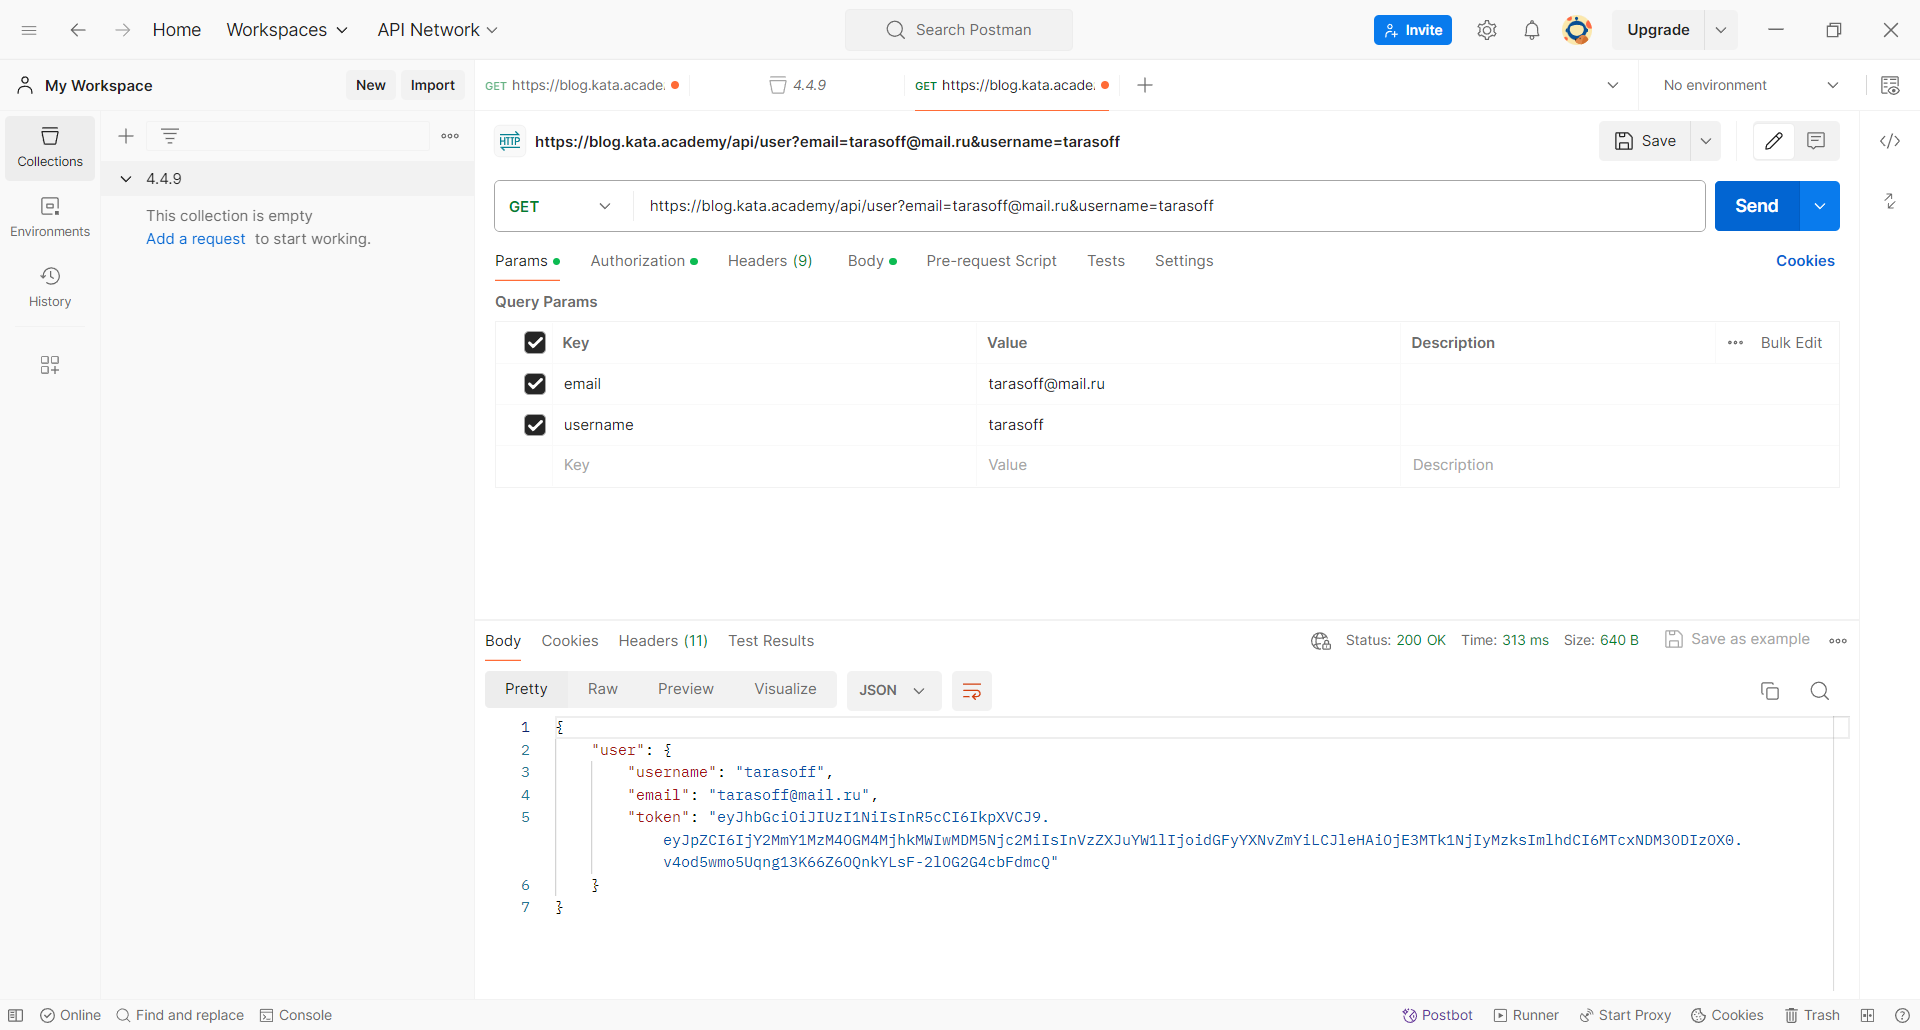 Home Workspaces API Network Search Postman Invite Upgrade
My Workspace New Import GET https://blog.kata.acade. 4.4.9 GET https://blog.kata.acade. No environment
Collections
Environments
History
4.4.9
This collection is empty
Add a request to start working.
HTTP https://blog.kata.academy/api/user?email=tarasoff@mail.ru&username=tarasoff Save
GET https://blog.kata.academy/api/user?email=tarasoff@mail.ru&username=tarasoff Send
Params Authorization Headers (9) Body Pre-request Script Tests Settings Cookies
Query Params
Key Value Description Bulk Edit
email tarasoff@mail.ru
username tarasoff
Key Value Description
Body Cookies Headers (11) Test Results Status: 200 OK Time: 313 ms Size: 640 B Save as example
Pretty Raw Preview Visualize JSON
1 {
2 "user": {
3 "username": "tarasoff",
4 "email": "tarasoff@mail.ru",
5 "token": "eyJhbGciOiJIUzI1NiIsInR5cCI6IkpXVCJ9.
eyJpZCI6IjY2MmY1MzM4OGM4MjhkMWIwMDM5Njc2MiIsInVzZXJuYW1lIjoidGFyYXNvZmYiLCJleHAiOjE3MTk1NjIyMzksImlhdCI6MTcxNDM3ODIzOX0.
v4od5wmo5Uqng13K66Z6OQnkYLsF-2lOG2G4cbFdmcQ"
6 }
7 }
Online Find and replace Console Postbot Runner Start Proxy Cookies Trash